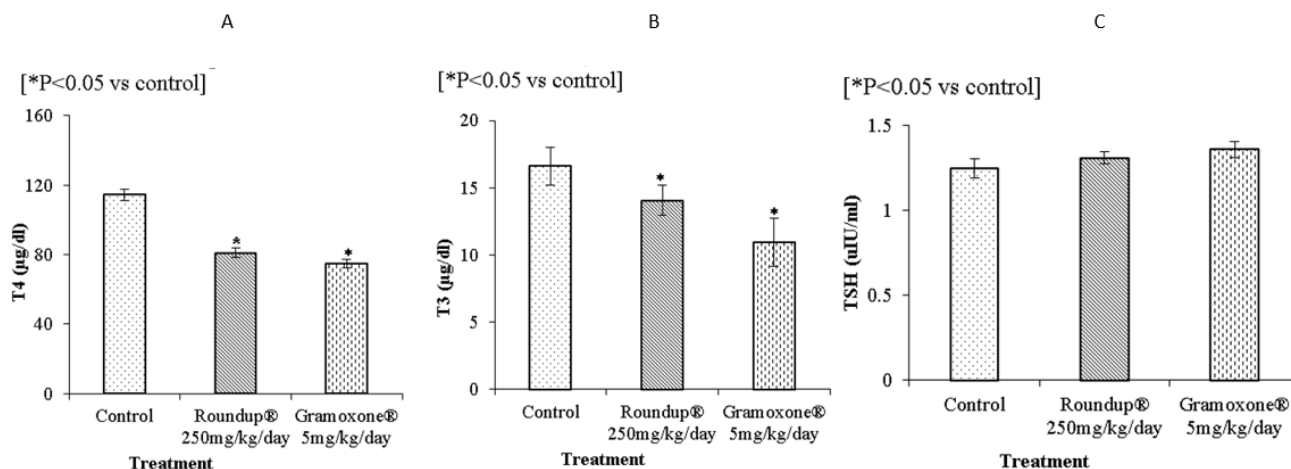 A
[*P<0.05 vs control]
T4 (µg/dl)
160
120
80
40
0
*
*
Control
Roundup®
250mg/kg/day
Gramoxone®
5mg/kg/day
Treatment
B
[*P<0.05 vs control]
T3 (µg/dl)
20
15
10
5
0
*
*
Control
Roundup®
250mg/kg/day
Gramoxone®
5mg/kg/day
Treatment
C
[*P<0.05 vs control]
TSH (uIU/ml)
1.5
1
0.5
0
Control
Roundup®
250mg/kg/day
Gramoxone®
5mg/kg/day
Treatment